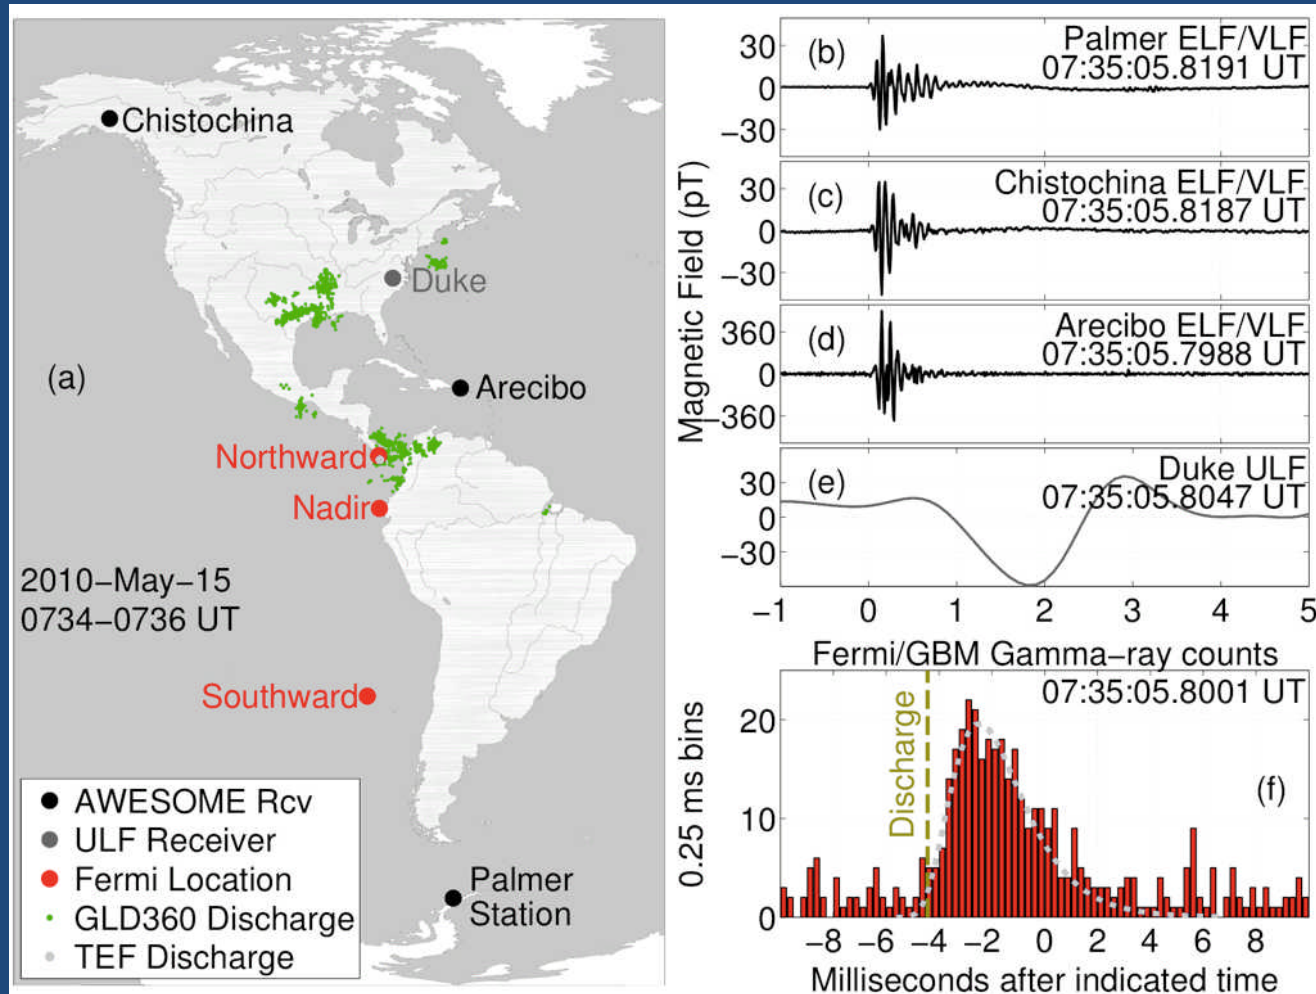 Chistochina
Duke
(a)
Arecibo
Northward
Nadir
2010−May−15
0734−0736 UT
Southward
AWESOME Rcv
ULF Receiver
Fermi Location
GLD360 Discharge
TEF Discharge
Palmer
Station
Magnetic Field (pT)
30
0
−30
(b)
Palmer ELF/VLF
07:35:05.8191 UT
30
0
−30
(c)
Chistochina ELF/VLF
07:35:05.8187 UT
360
0
−360
(d)
Arecibo ELF/VLF
07:35:05.7988 UT
30
0
−30
(e)
Duke ULF
07:35:05.8047 UT
−1 0 1 2 3 4 5
Fermi/GBM Gamma−ray counts
07:35:05.8001 UT
0.25 ms bins
20
10
0
Discharge
(f)
−8 −6 −4 −2 0 2 4 6 8
Milliseconds after indicated time